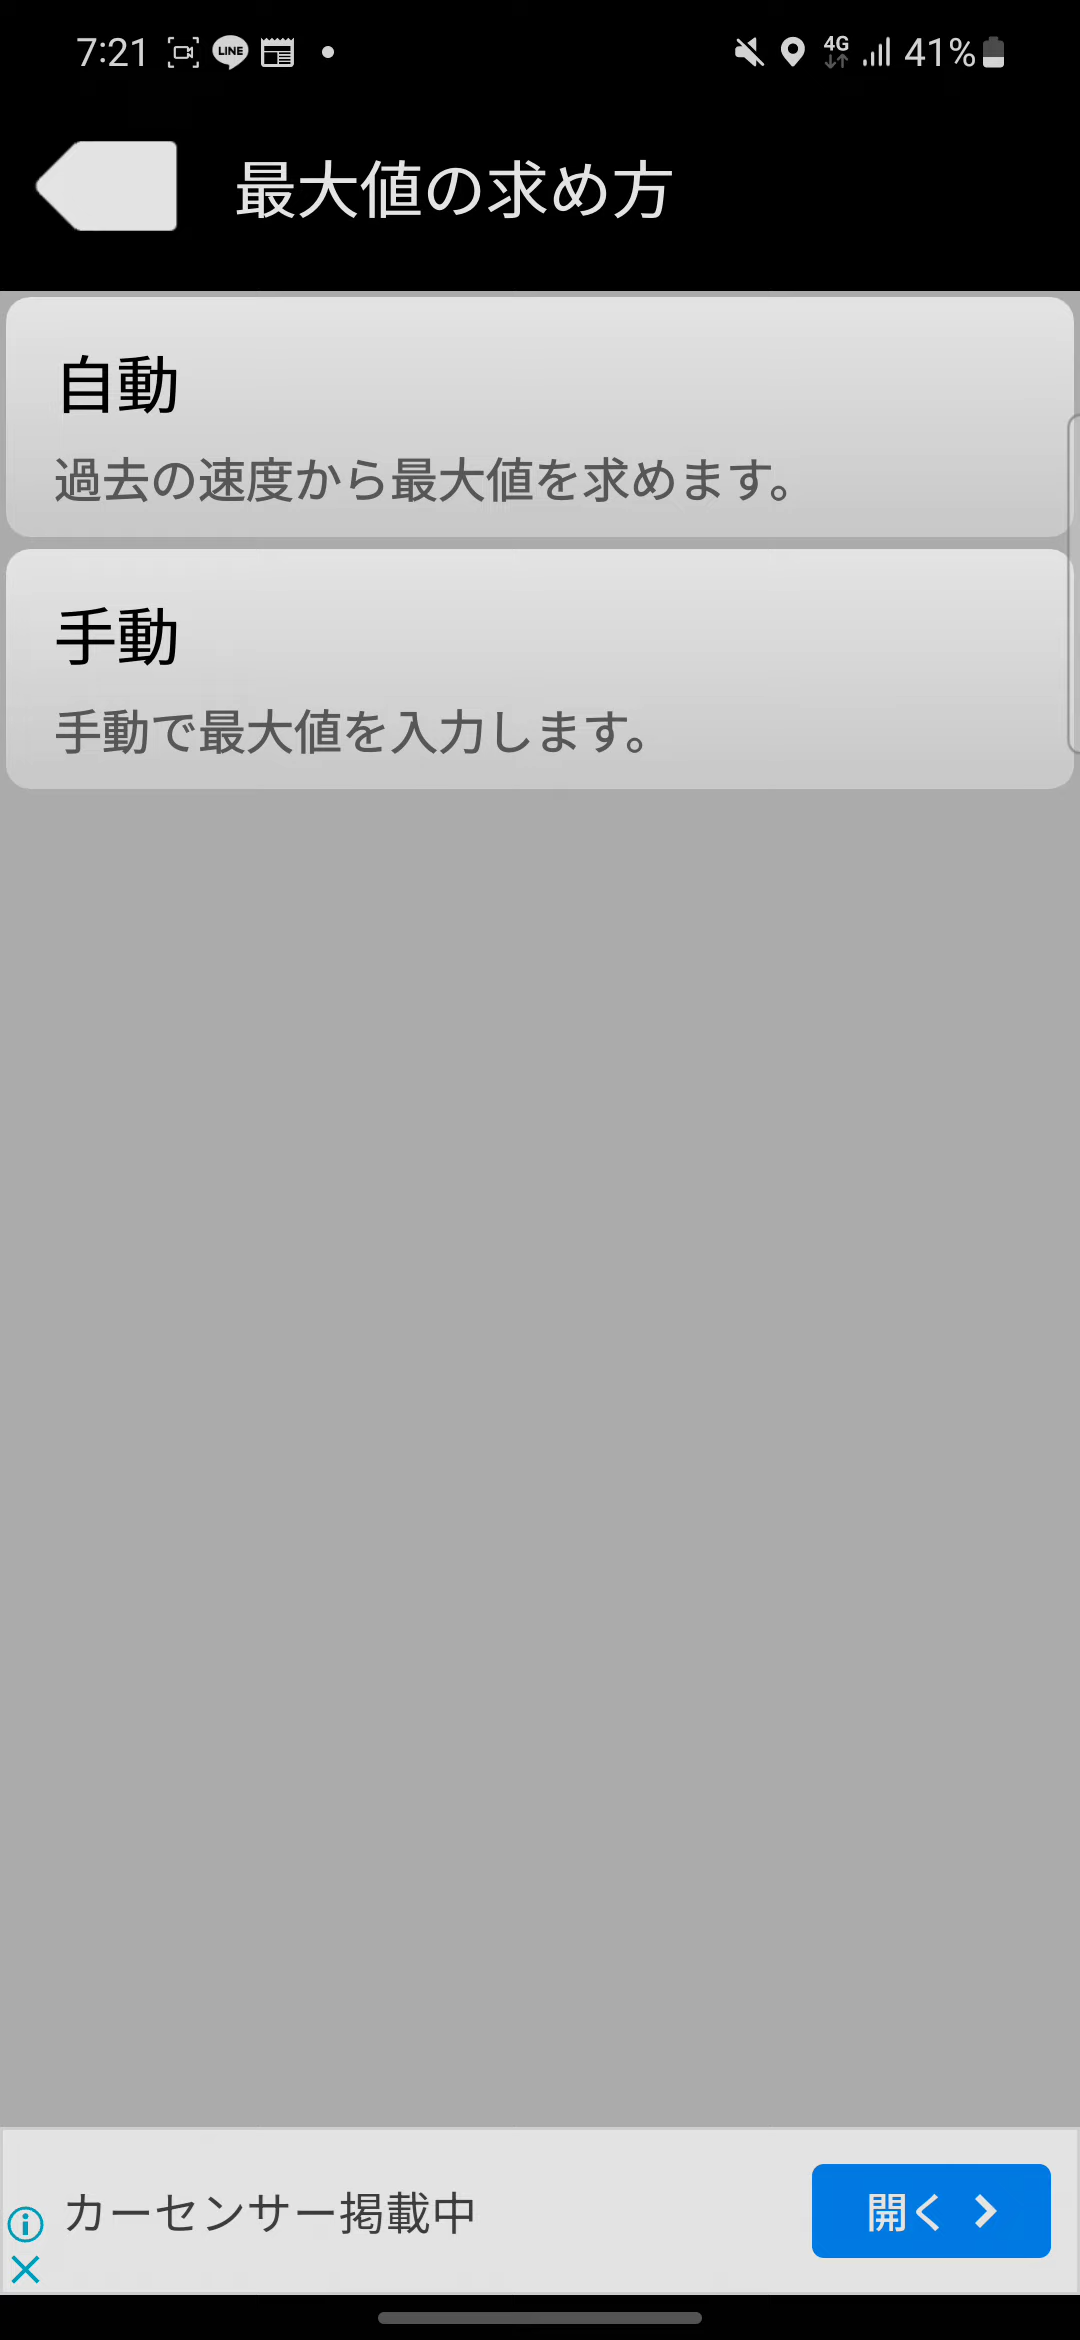 7:21 LINE 4G 41%
最大値の求め方
自動
過去の速度から最大値を求めます。
手動
手動で最大値を入力します。
カーセンサー掲載中
開く